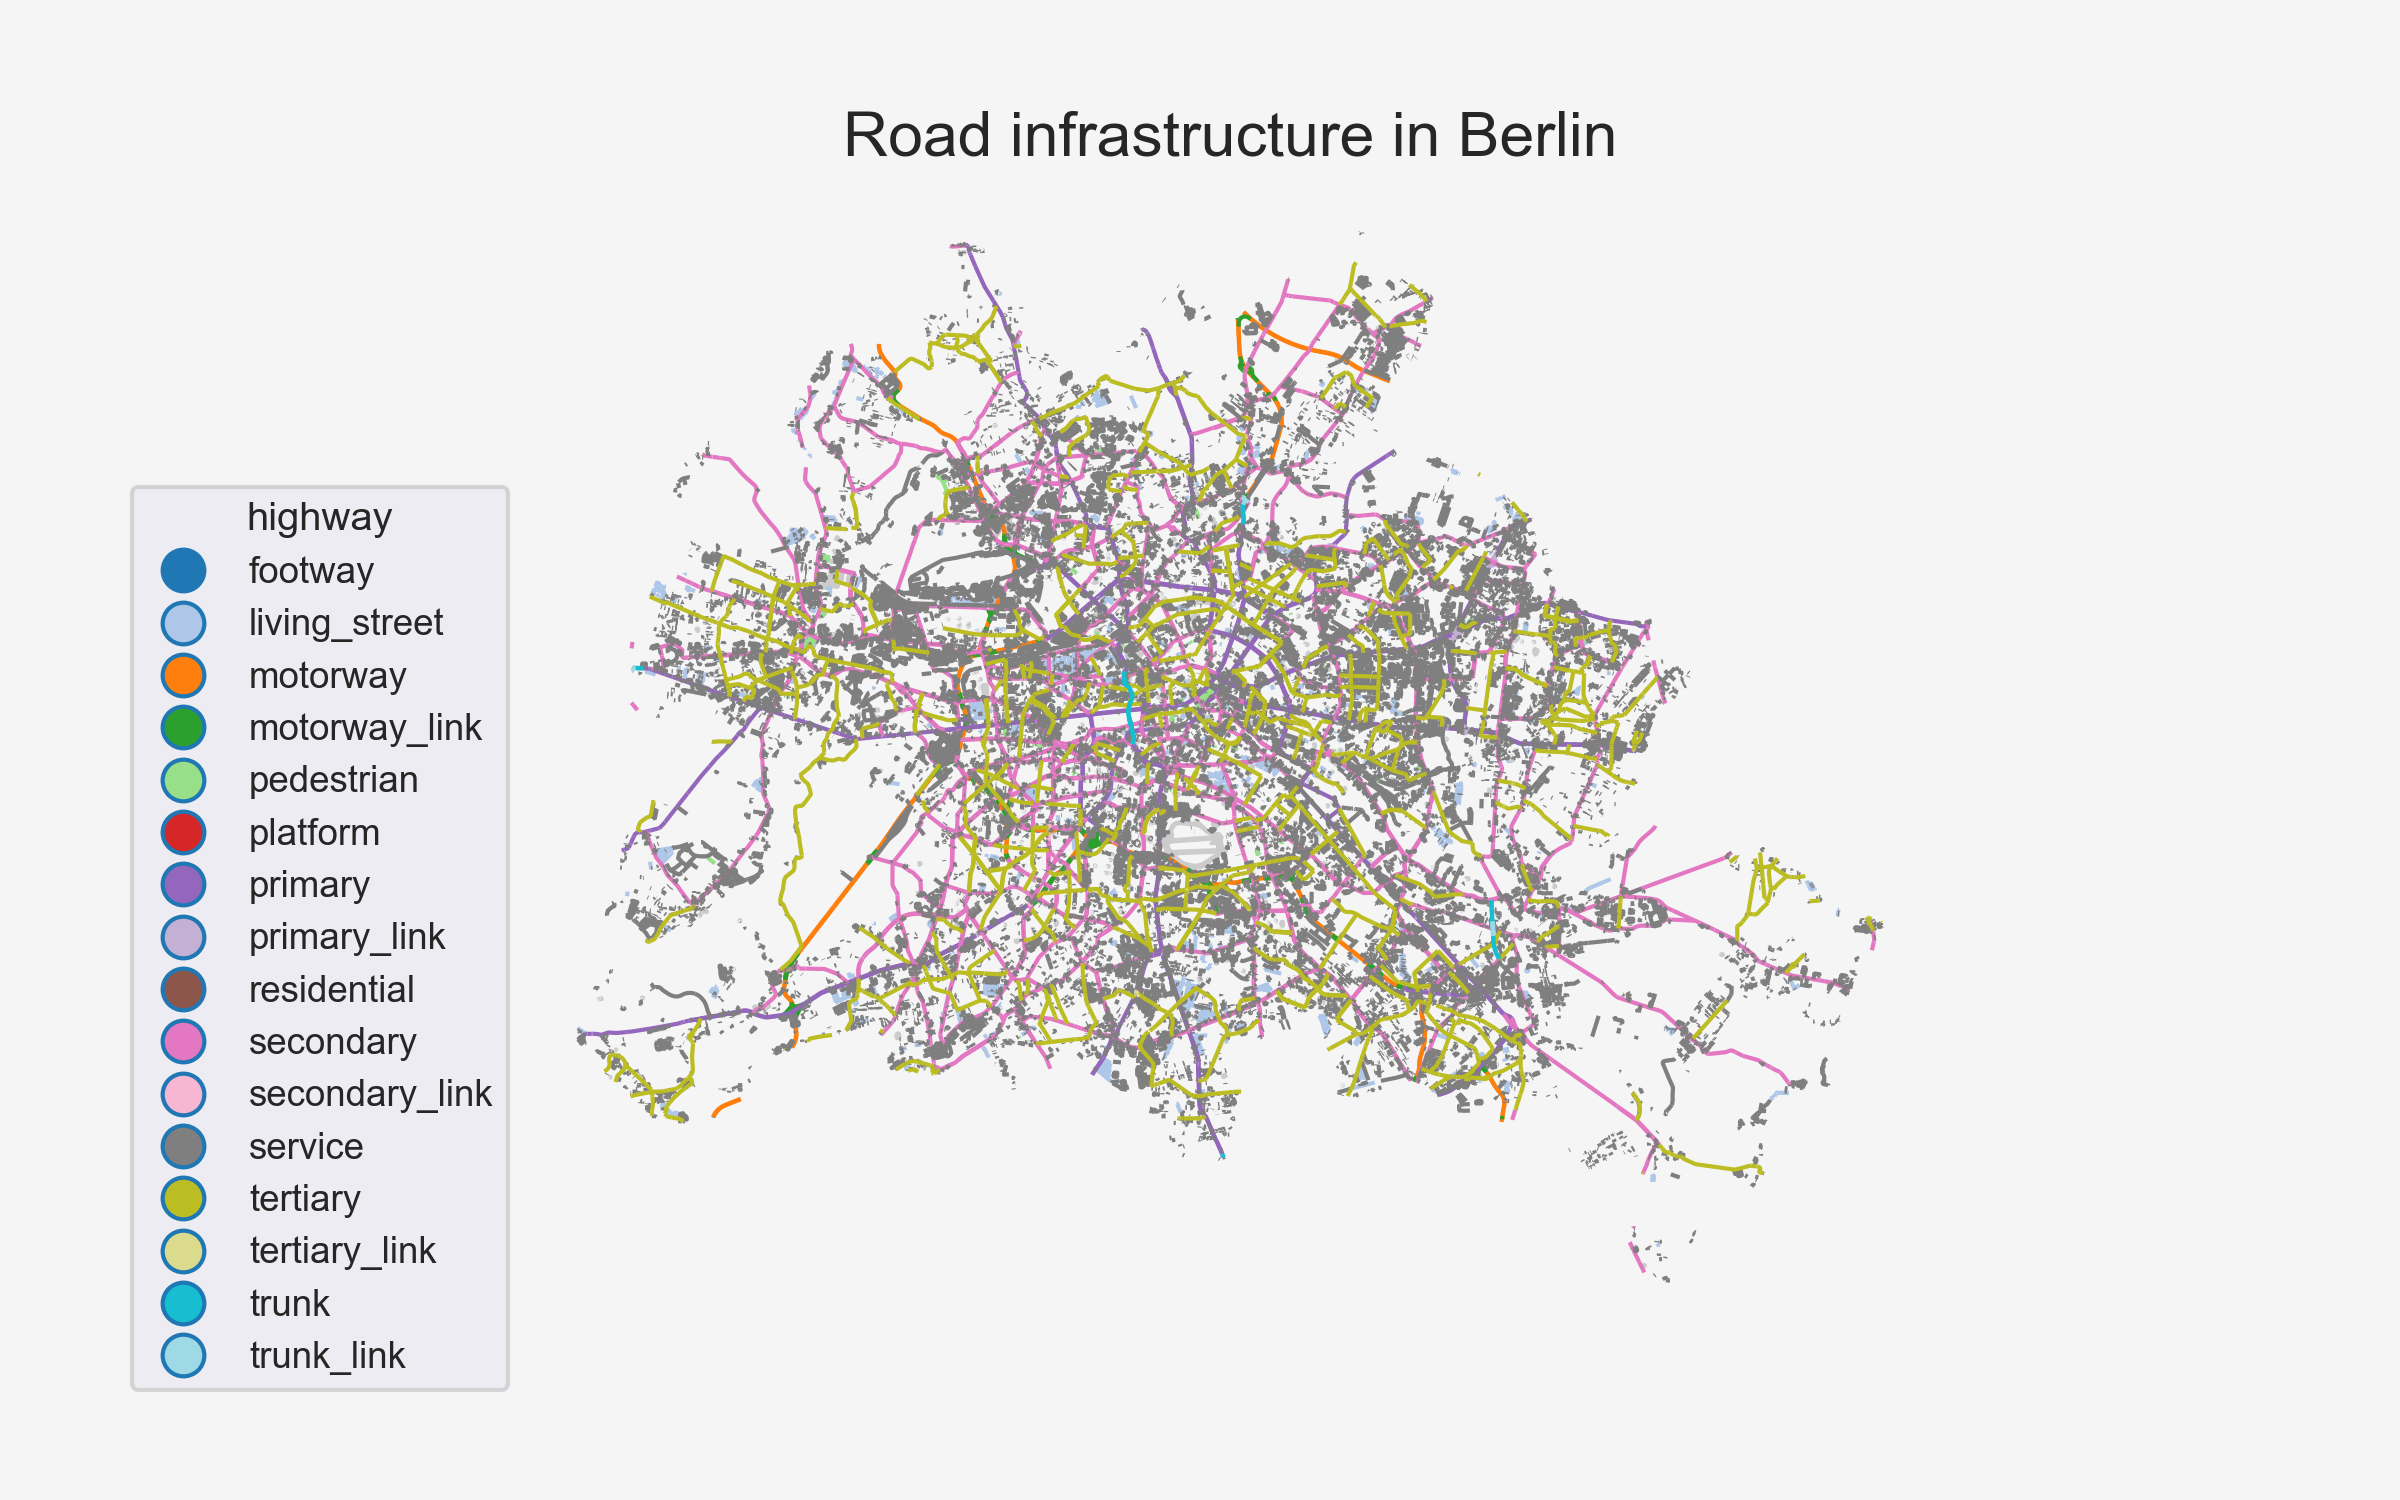 Road infrastructure in Berlin
highway
footway
living_street
motorway
motorway_link
pedestrian
platform
primary
primary_link
residential
secondary
secondary_link
service
tertiary
tertiary_link
trunk
trunk_link